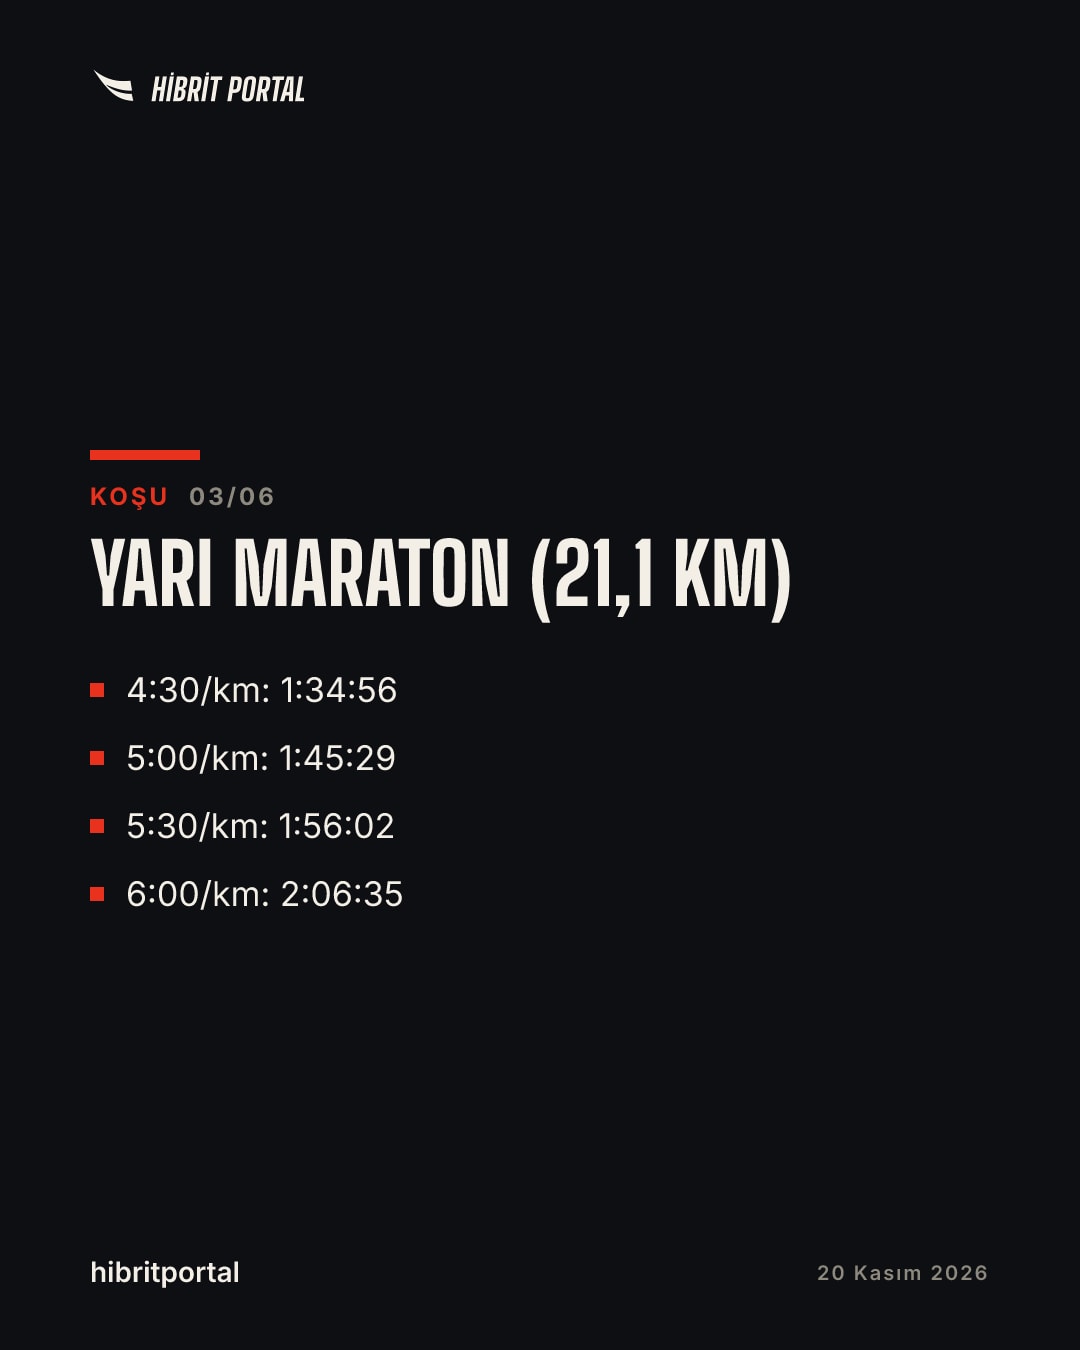 HİBRİT PORTAL
KOŞU 03/06
YARI MARATON (21,1 KM)
4:30/km: 1:34:56
5:00/km: 1:45:29
5:30/km: 1:56:02
6:00/km: 2:06:35
hibritportal
20 Kasım 2026